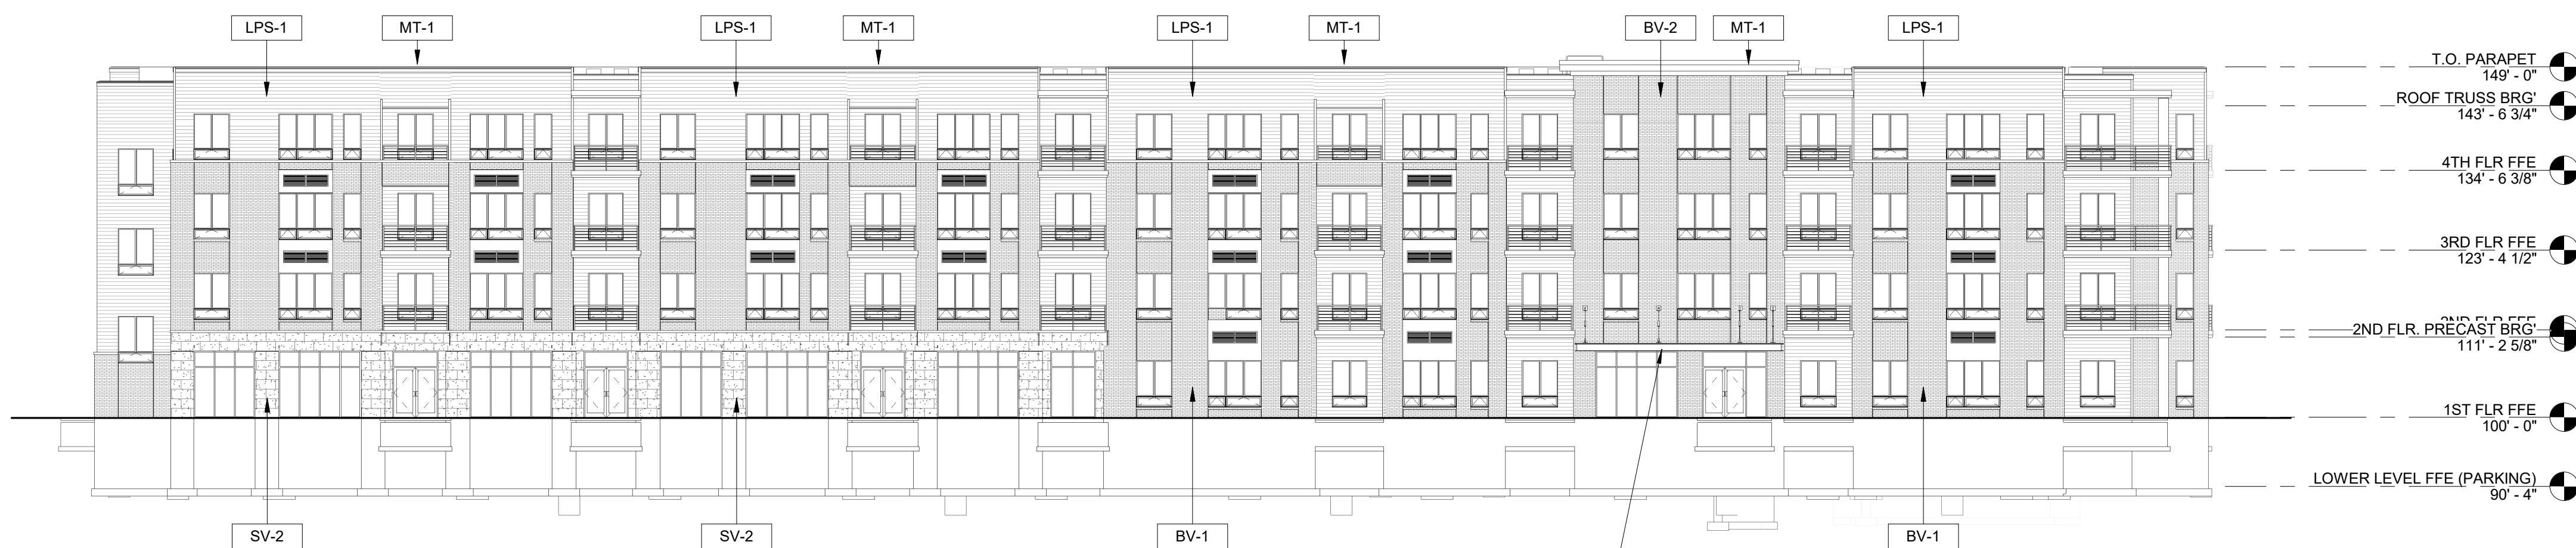 LPS-1
MT-1
LPS-1
MT-1
LPS-1
MT-1
BV-2
MT-1
LPS-1
T.O. PARAPET
149' - 0"
ROOF TRUSS BRG'
143' - 6 3/4"
4TH FLR FFE
134' - 6 3/8"
3RD FLR FFE
123' - 4 1/2"
2ND FLR FFE
2ND FLR. PRECAST BRG'
111' - 2 5/8"
1ST FLR FFE
100' - 0"
LOWER LEVEL FFE (PARKING)
90' - 4"
SV-2
SV-2
BV-1
BV-1